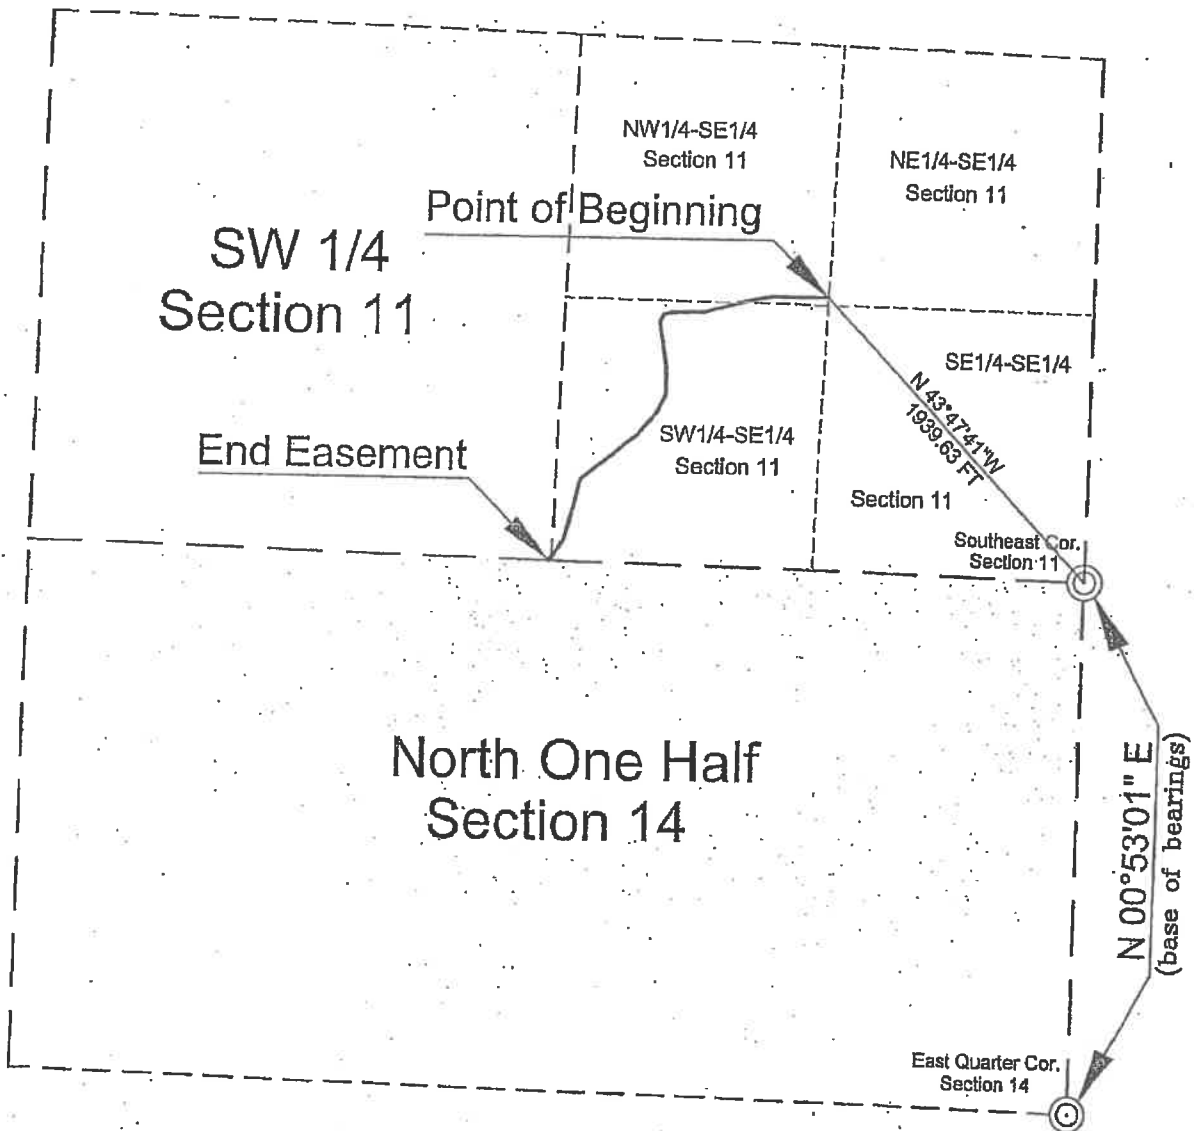 NW1/4-SE1/4
Section 11
NE1/4-SE1/4
Section 11
Point of Beginning
SW 1/4
Section 11
SE1/4-SE1/4
N 43°47'41"W
1939.63 FT
SW1/4-SE1/4
Section 11
End Easement
Section 11
Southeast Cor.
Section 11
North One Half
Section 14
N 00°53'01" E
(base of bearings)
East Quarter Cor.
Section 14